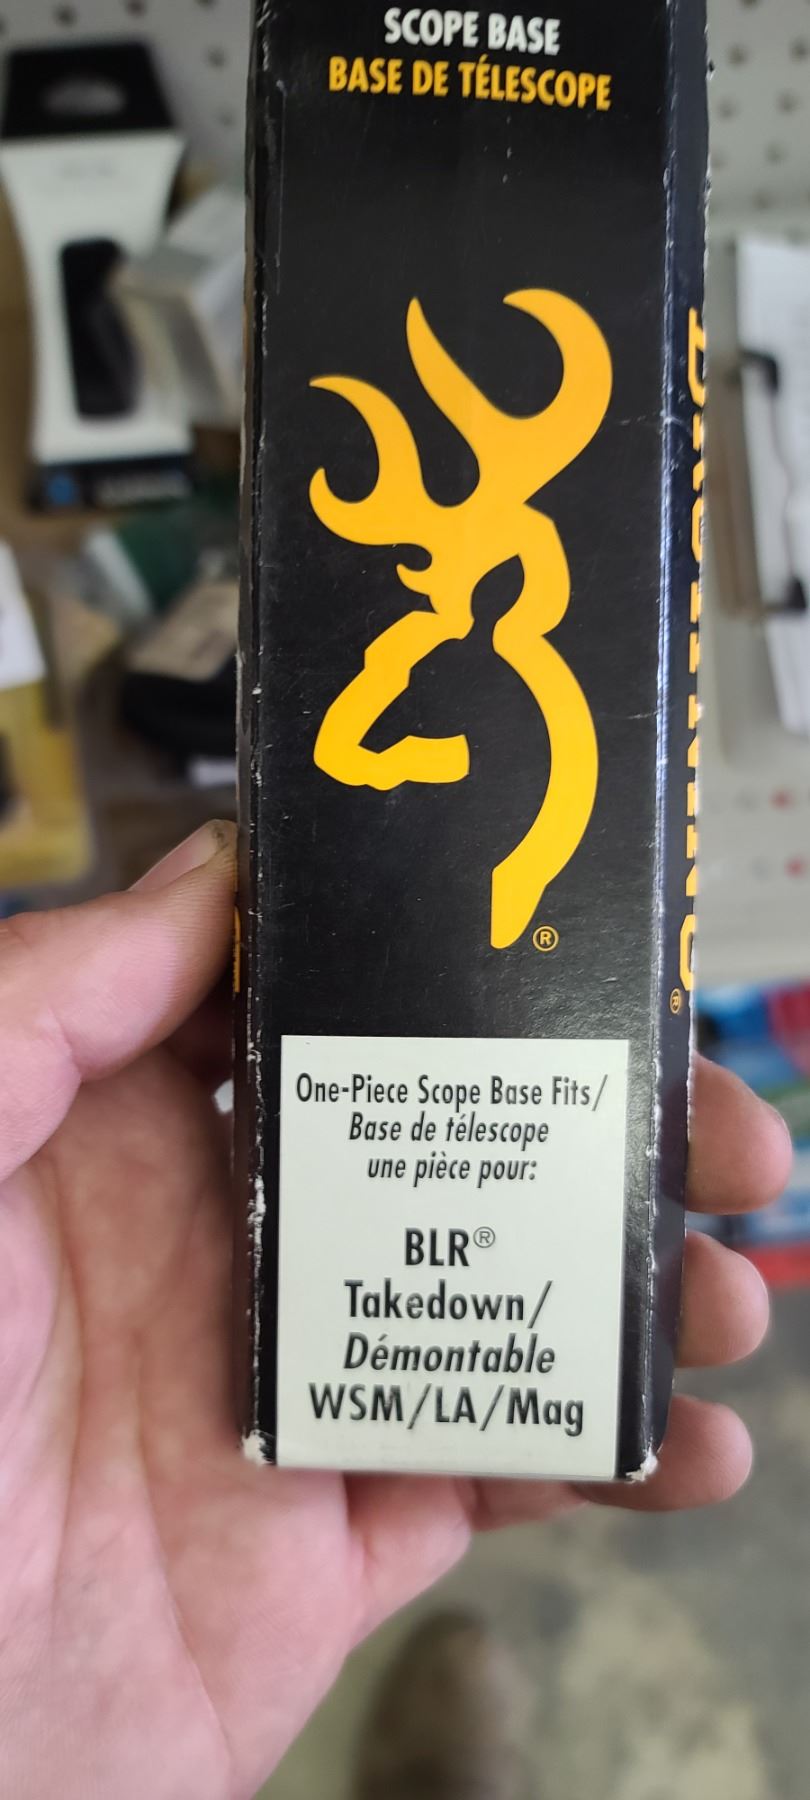 SCOPE BASE
BASE DE TÉLESCOPE
®
BROWNING®
One-Piece Scope Base Fits/
Base de télescope
une pièce pour:
BLR®
Takedown/
Démontable
WSM/LA/Mag